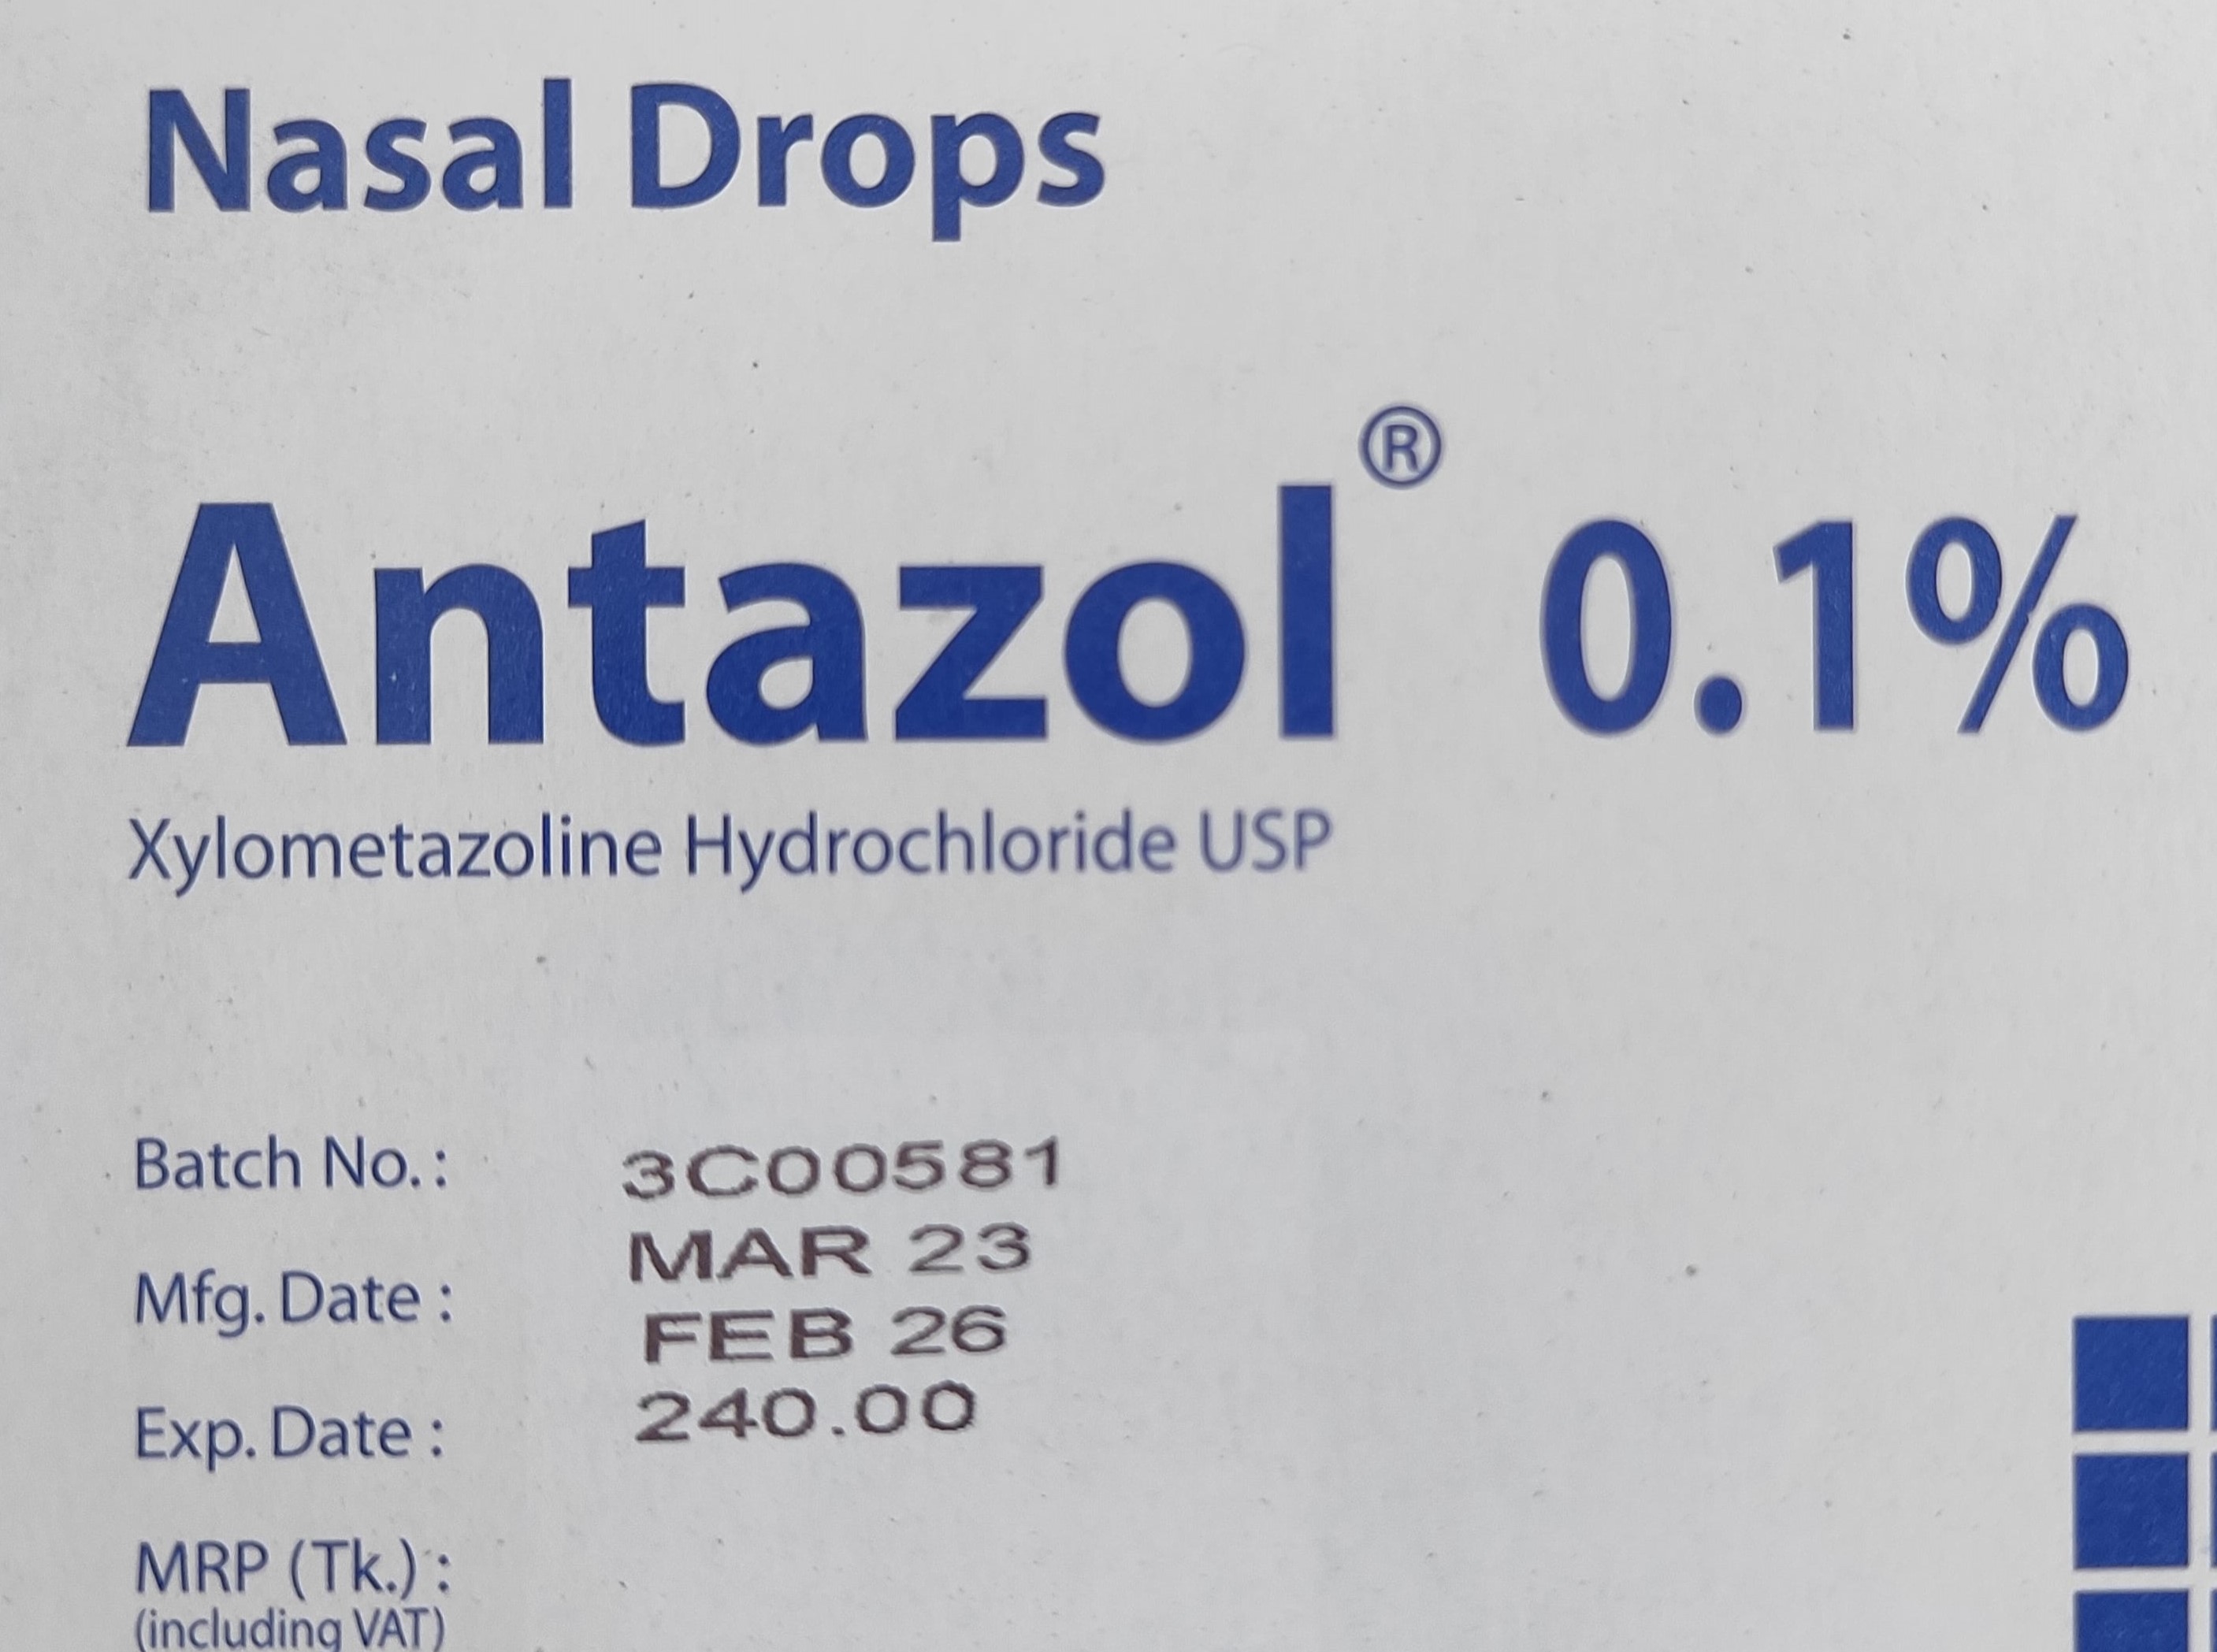 Nasal Drops
Antazol® 0.1%
Xylometazoline Hydrochloride USP
Batch No.: 3C00581
Mfg. Date : MAR 23
Exp. Date : FEB 26
MRP (Tk.) : 240.00
(including VAT)